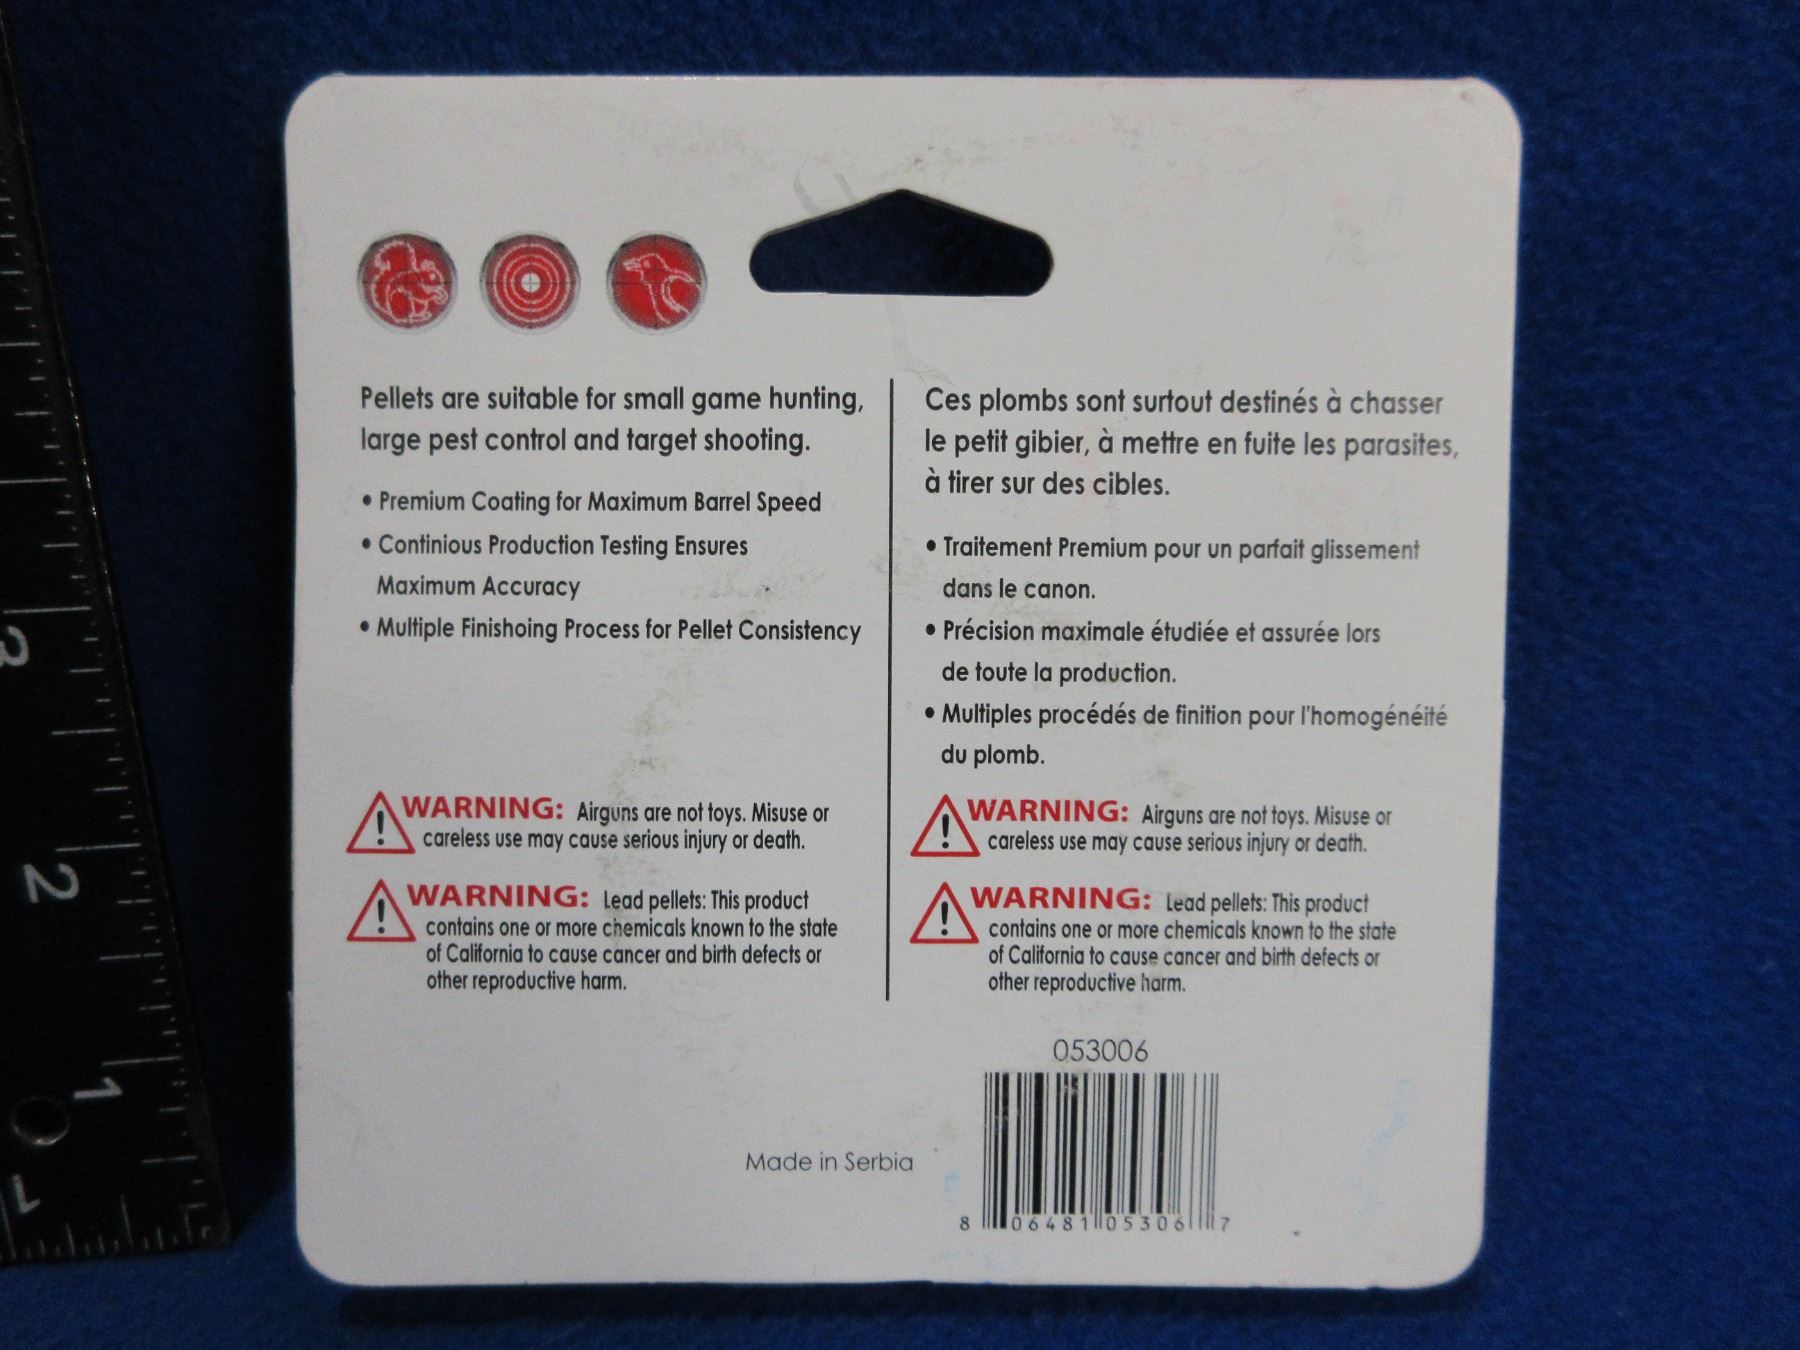 Pellets are suitable for small game hunting,
large pest control and target shooting.
• Premium Coating for Maximum Barrel Speed
• Continious Production Testing Ensures
Maximum Accuracy
• Multiple Finishoing Process for Pellet Consistency
WARNING: Airguns are not toys. Misuse or
careless use may cause serious injury or death.
WARNING: Lead pellets: This product
contains one or more chemicals known to the state
of California to cause cancer and birth defects or
other reproductive harm.
Ces plombs sont surtout destinés à chasser
le petit gibier, à mettre en fuite les parasites,
à tirer sur des cibles.
• Traitement Premium pour un parfait glissement
dans le canon.
• Précision maximale étudiée et assurée lors
de toute la production.
• Multiples procédés de finition pour l'homogénéité
du plomb.
WARNING: Airguns are not toys. Misuse or
careless use may cause serious injury or death.
WARNING: Lead pellets: This product
contains one or more chemicals known to the state
of California to cause cancer and birth defects or
other reproductive harm.
053006
Made in Serbia
8 06481 05306 7
3
2
1
1